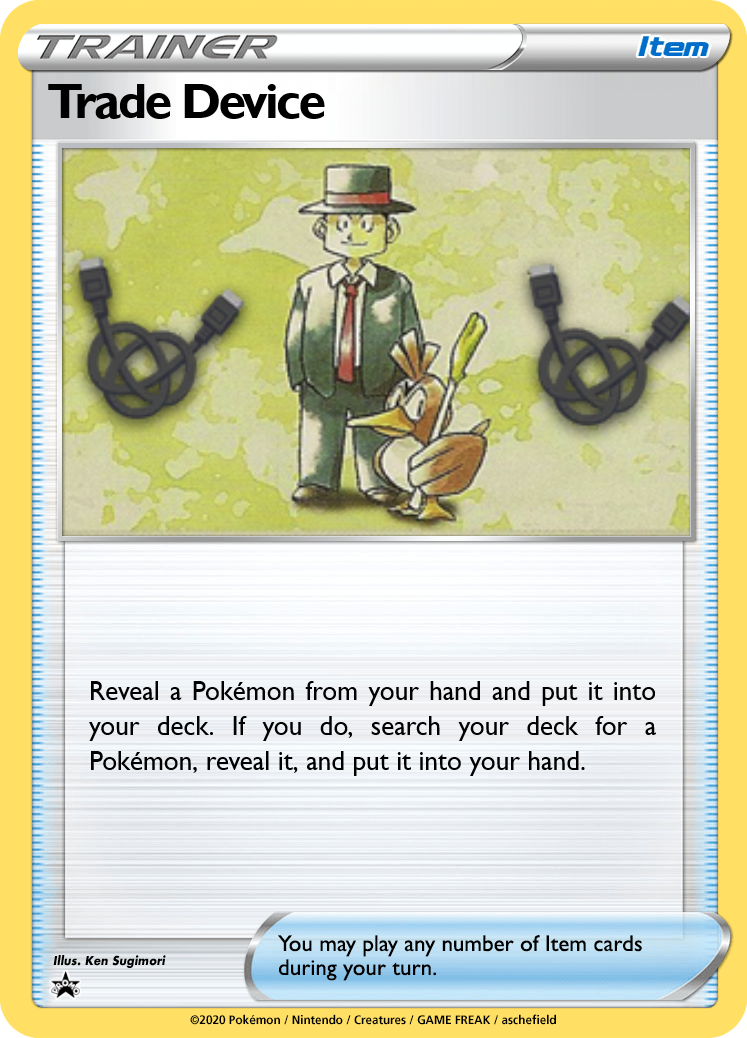 TRAINER
Item
Trade Device
Reveal a Pokémon from your hand and put it into
your deck. If you do, search your deck for a
Pokémon, reveal it, and put it into your hand.
You may play any number of Item cards
during your turn.
Illus. Ken Sugimori
PROMO
©2020 Pokémon / Nintendo / Creatures / GAME FREAK / aschefield